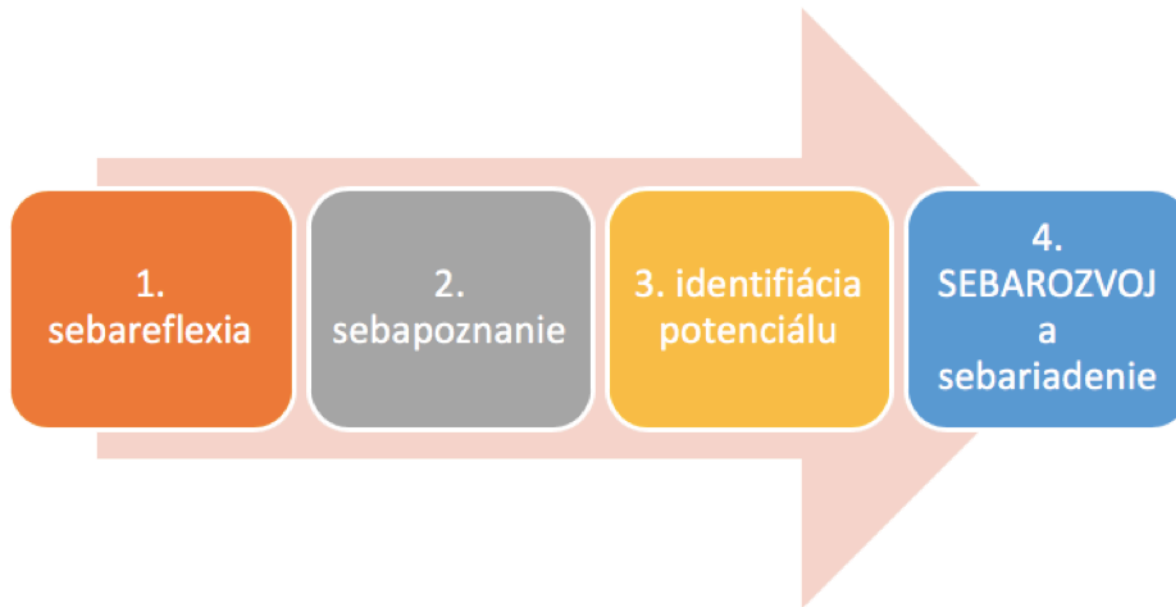 1.
sebareflexia
2.
sebapoznanie
3. identifiácia
potenciálu
4.
SEBAROZVOJ
a
sebariadenie